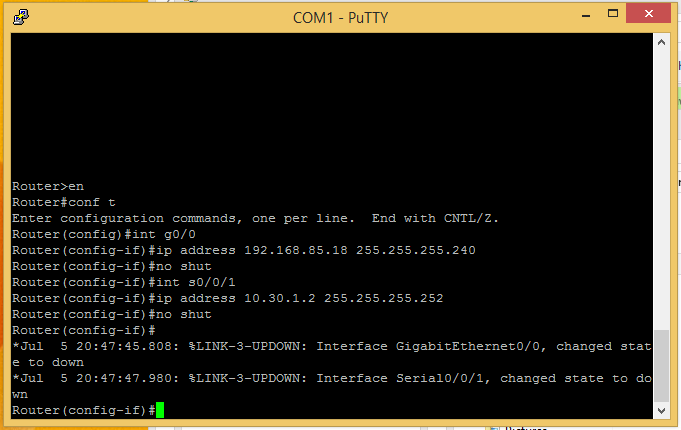 COM1 - PuTTY
Router>en
Router#conf t
Enter configuration commands, one per line.  End with CNTL/Z.
Router(config)#int g0/0
Router(config-if)#ip address 192.168.85.18 255.255.255.240
Router(config-if)#no shut
Router(config-if)#int s0/0/1
Router(config-if)#ip address 10.30.1.2 255.255.255.252
Router(config-if)#no shut
Router(config-if)#
*Jul  5 20:47:45.808: %LINK-3-UPDOWN: Interface GigabitEthernet0/0, changed stat
e to down
*Jul  5 20:47:47.980: %LINK-3-UPDOWN: Interface Serial0/0/1, changed state to do
wn
Router(config-if)#